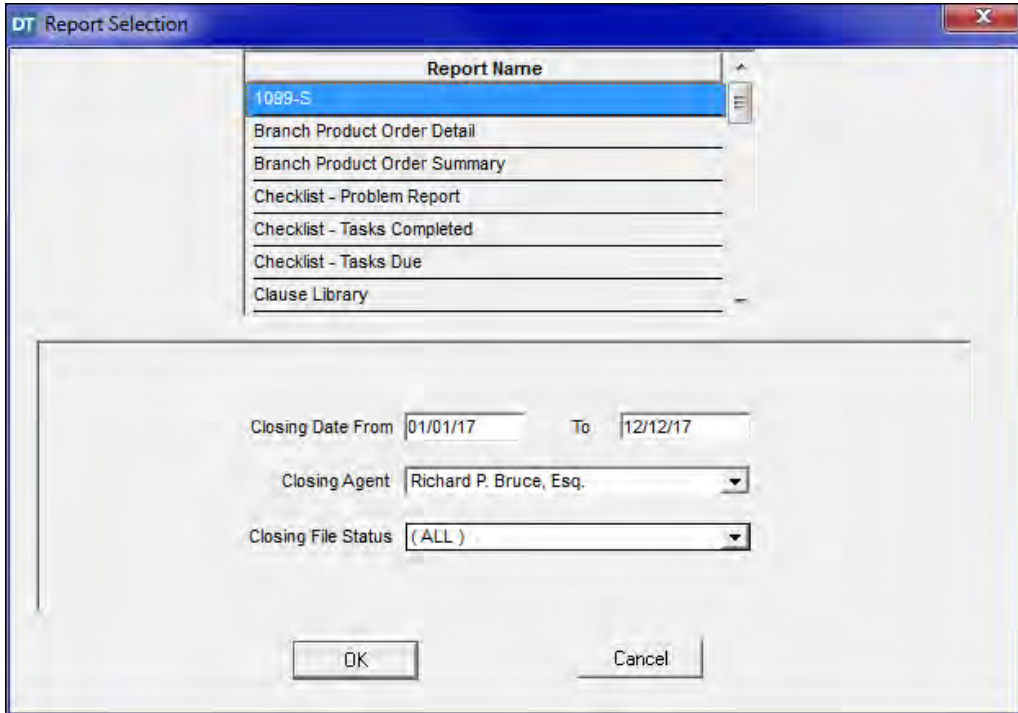 DT Report Selection
Report Name
1099-S
Branch Product Order Detail
Branch Product Order Summary
Checklist - Problem Report
Checklist - Tasks Completed
Checklist - Tasks Due
Clause Library
Closing Date From 01/01/17 To 12/12/17
Closing Agent Richard P. Bruce, Esq.
Closing File Status ( ALL )
OK Cancel